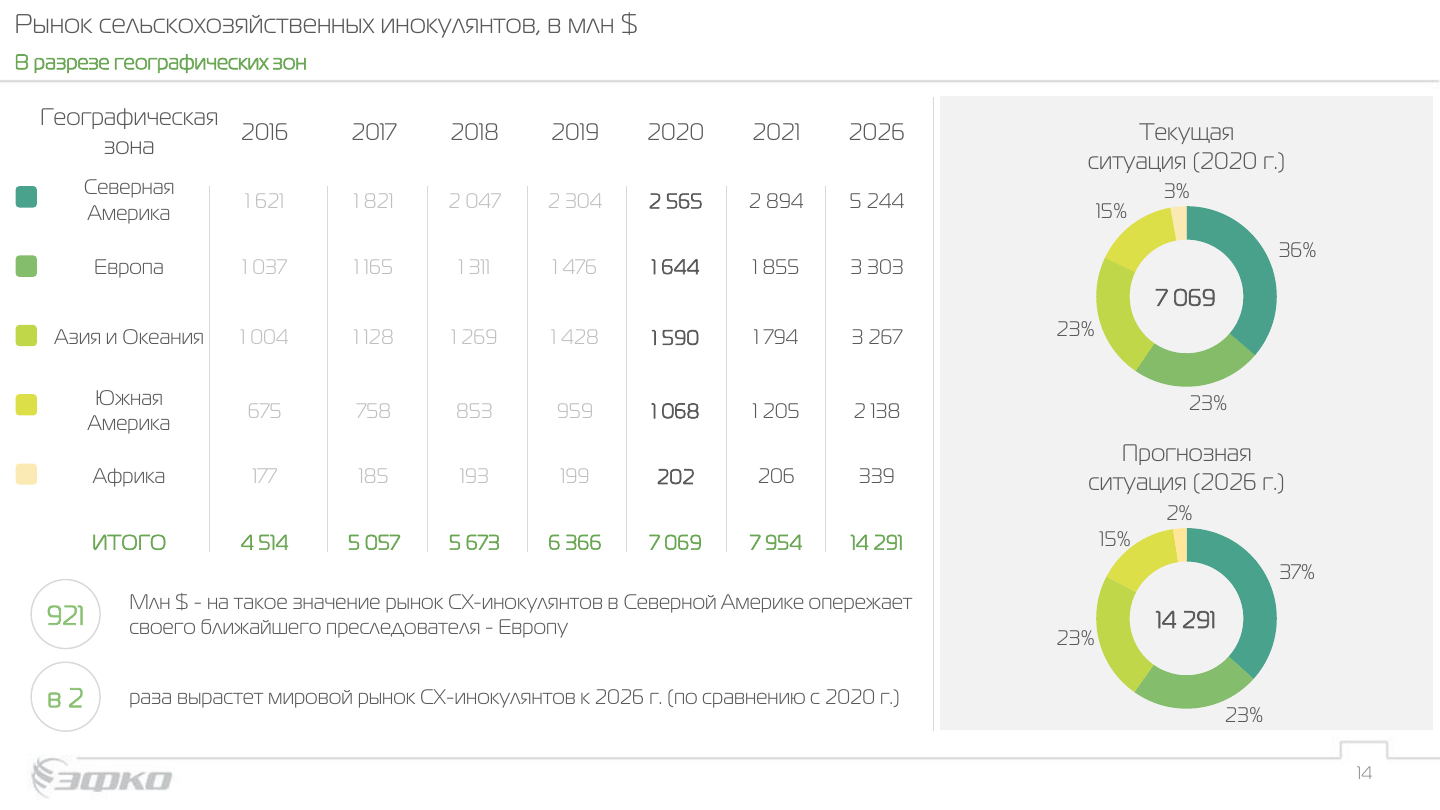 Рынок сельскохозяйственных инокулянтов, в млн $
В разрезе географических зон
Географическая
зона
2016 2017 2018 2019 2020 2021 2026
Северная
Америка
1 621 1 821 2 047 2 304 2 565 2 894 5 244
Европа 1 037 1 165 1 311 1 476 1 644 1 855 3 303
Азия и Океания 1 004 1 128 1 269 1 428 1 590 1 794 3 267
Южная
Америка
675 758 853 959 1 068 1 205 2 138
Африка 177 185 193 199 202 206 339
ИТОГО 4 514 5 057 5 673 6 366 7 069 7 954 14 291
921
Млн $ - на такое значение рынок СХ-инокулянтов в Северной Америке опережает
своего ближайшего преследователя - Европу
в 2
раза вырастет мировой рынок СХ-инокулянтов к 2026 г. (по сравнению с 2020 г.)
Текущая
ситуация (2020 г.)
3%
15%
36%
7 069
23%
23%
Прогнозная
ситуация (2026 г.)
2%
15%
37%
14 291
23%
23%
ЭФКО
14